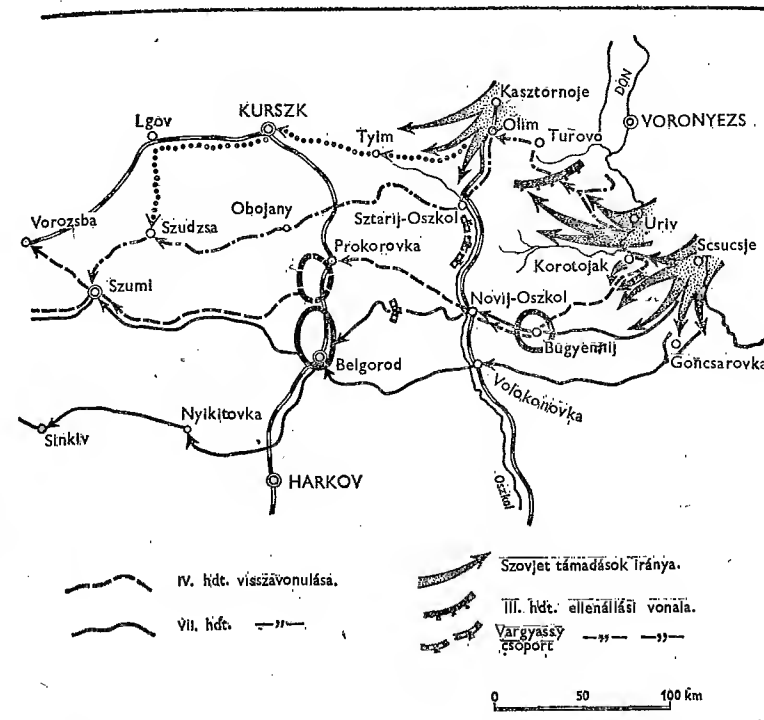 Kasztornoje
DON
KURSZK
VORONYEZS
Lgov
Olim
Turovo
Tyim
Obojany
Sztarij-Oszkol
Uriv
Vorozsba
Szudzsa
Prokorovka
Scsucsje
Korotojak
Szumi
Novij-Oszkol
Bugyennij
Goncsarovka
Belgorod
Volokonovka
Nyikitovka
Sinkiv
HARKOV
Oszkol
IV. hdt. visszavonulása.
VII. hdt. —„—
Szovjet támadások iránya.
III. hdt. ellenállási vonala.
Vargyassy —„— —„—
csoport
0 50 100 km